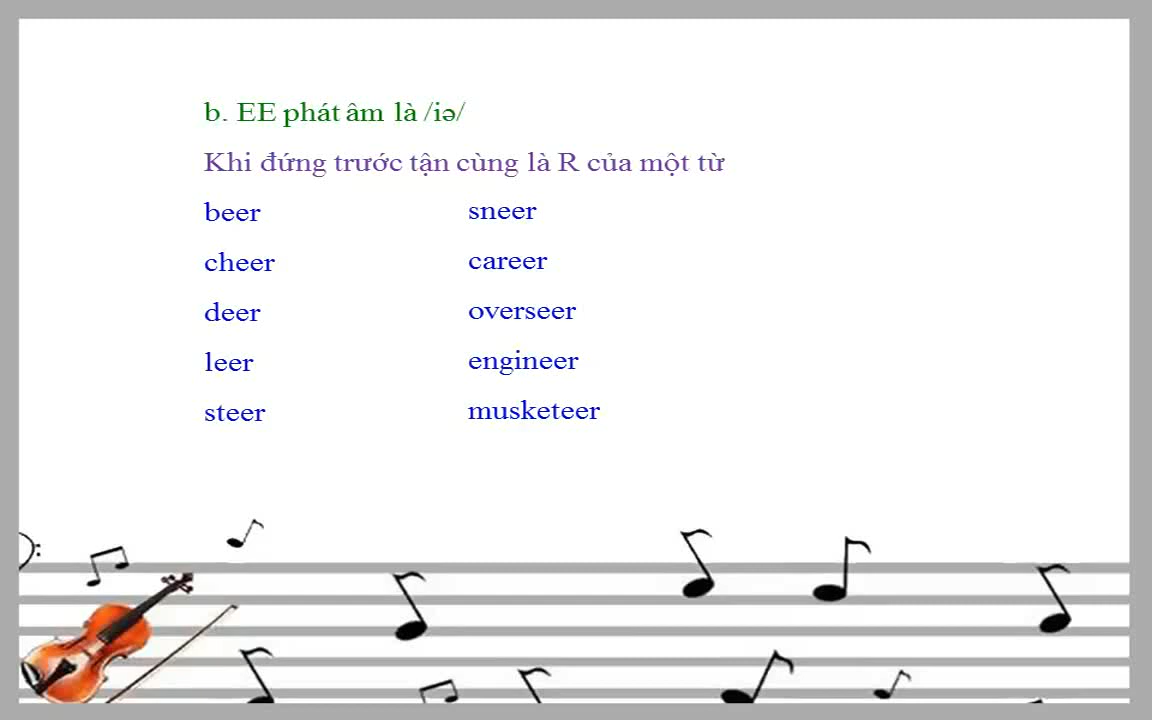 b. EE phát âm là /iə/
Khi đứng trước tận cùng là R của một từ
beer
cheer
deer
leer
steer
sneer
career
overseer
engineer
musketeer